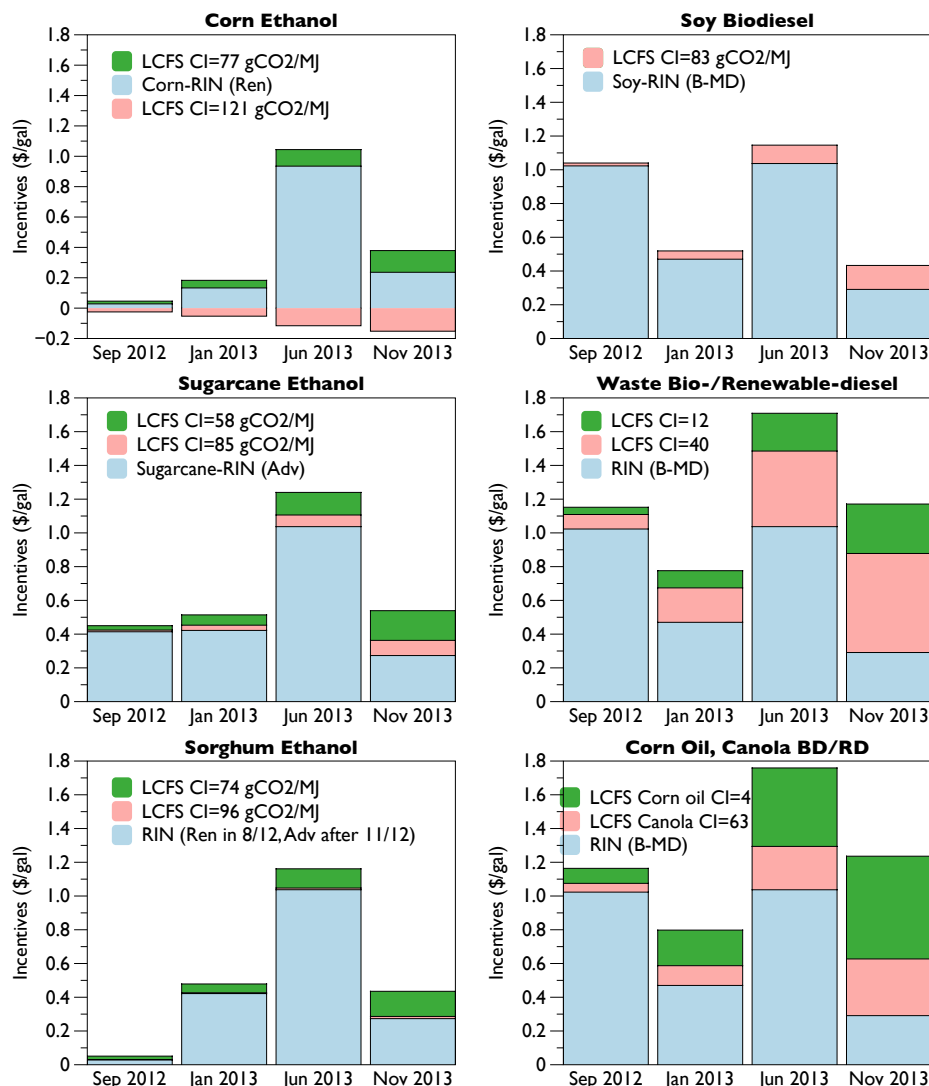 Corn Ethanol
1.8
1.6
1.4
1.2
1.0
0.8
0.6
0.4
0.2
0
−0.2
Incentives ($/gal)
LCFS CI=77 gCO2/MJ
Corn-RIN (Ren)
LCFS CI=121 gCO2/MJ
Sep 2012 Jan 2013 Jun 2013 Nov 2013
Soy Biodiesel
1.8
1.6
1.4
1.2
1.0
0.8
0.6
0.4
0.2
0
Incentives ($/gal)
LCFS CI=83 gCO2/MJ
Soy-RIN (B-MD)
Sep 2012 Jan 2013 Jun 2013 Nov 2013
Sugarcane Ethanol
1.8
1.6
1.4
1.2
1.0
0.8
0.6
0.4
0.2
0
Incentives ($/gal)
LCFS CI=58 gCO2/MJ
LCFS CI=85 gCO2/MJ
Sugarcane-RIN (Adv)
Sep 2012 Jan 2013 Jun 2013 Nov 2013
Waste Bio-/Renewable-diesel
1.8
1.6
1.4
1.2
1.0
0.8
0.6
0.4
0.2
0
Incentives ($/gal)
LCFS CI=12
LCFS CI=40
RIN (B-MD)
Sep 2012 Jan 2013 Jun 2013 Nov 2013
Sorghum Ethanol
1.8
1.6
1.4
1.2
1.0
0.8
0.6
0.4
0.2
0
Incentives ($/gal)
LCFS CI=74 gCO2/MJ
LCFS CI=96 gCO2/MJ
RIN (Ren in 8/12, Adv after 11/12)
Sep 2012 Jan 2013 Jun 2013 Nov 2013
Corn Oil, Canola BD/RD
1.8
1.6
1.4
1.2
1.0
0.8
0.6
0.4
0.2
0
Incentives ($/gal)
LCFS Corn oil CI=4
LCFS Canola CI=63
RIN (B-MD)
Sep 2012 Jan 2013 Jun 2013 Nov 2013